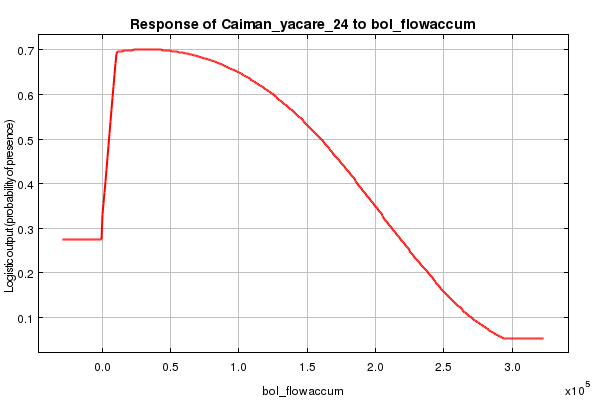 Response of Caiman_yacare_24 to bol_flowaccum
Logistic output (probability of presence)
0.7
0.6
0.5
0.4
0.3
0.2
0.1
0.0 0.5 1.0 1.5 2.0 2.5 3.0
bol_flowaccum
x10^5